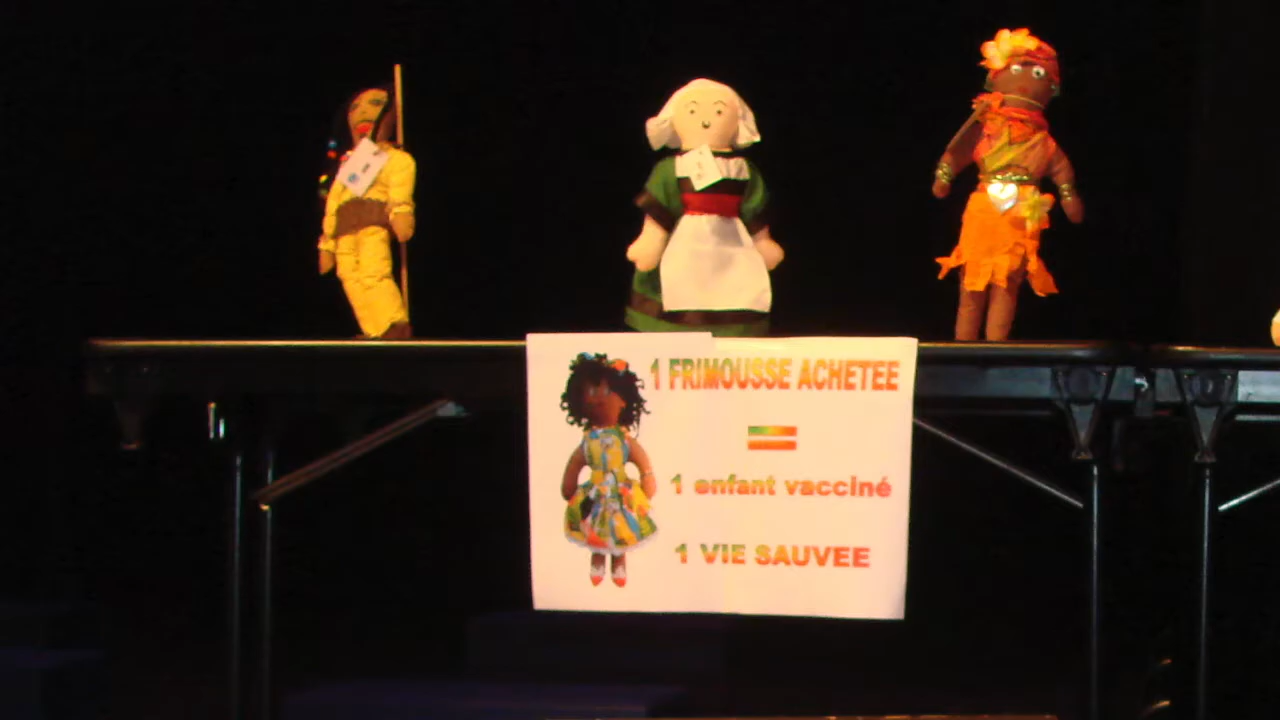 1 FRIMOUSSE ACHETEE
=
1 enfant vacciné
1 VIE SAUVEE